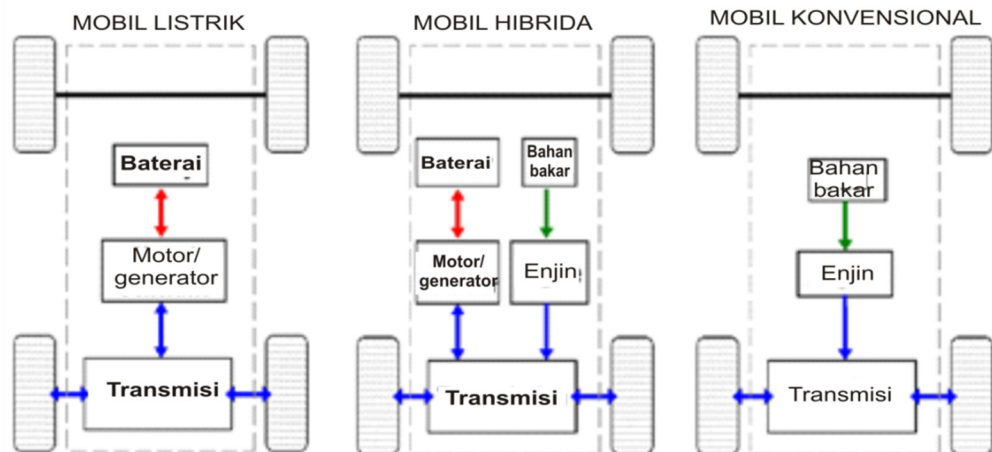 MOBIL LISTRIK
Baterai
Motor/
generator
Transmisi
MOBIL HIBRIDA
Baterai
Bahan
bakar
Motor/
generator
Enjin
Transmisi
MOBIL KONVENSIONAL
Bahan
bakar
Enjin
Transmisi